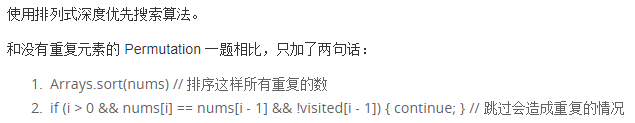 使用排列式深度优先搜索算法。
和没有重复元素的 Permutation 一题相比，只加了两句话：
1. Arrays.sort(nums) // 排序这样所有重复的数
2. if (i > 0 && nums[i] == nums[i - 1] && !visited[i - 1]) { continue; } // 跳过会造成重复的情况